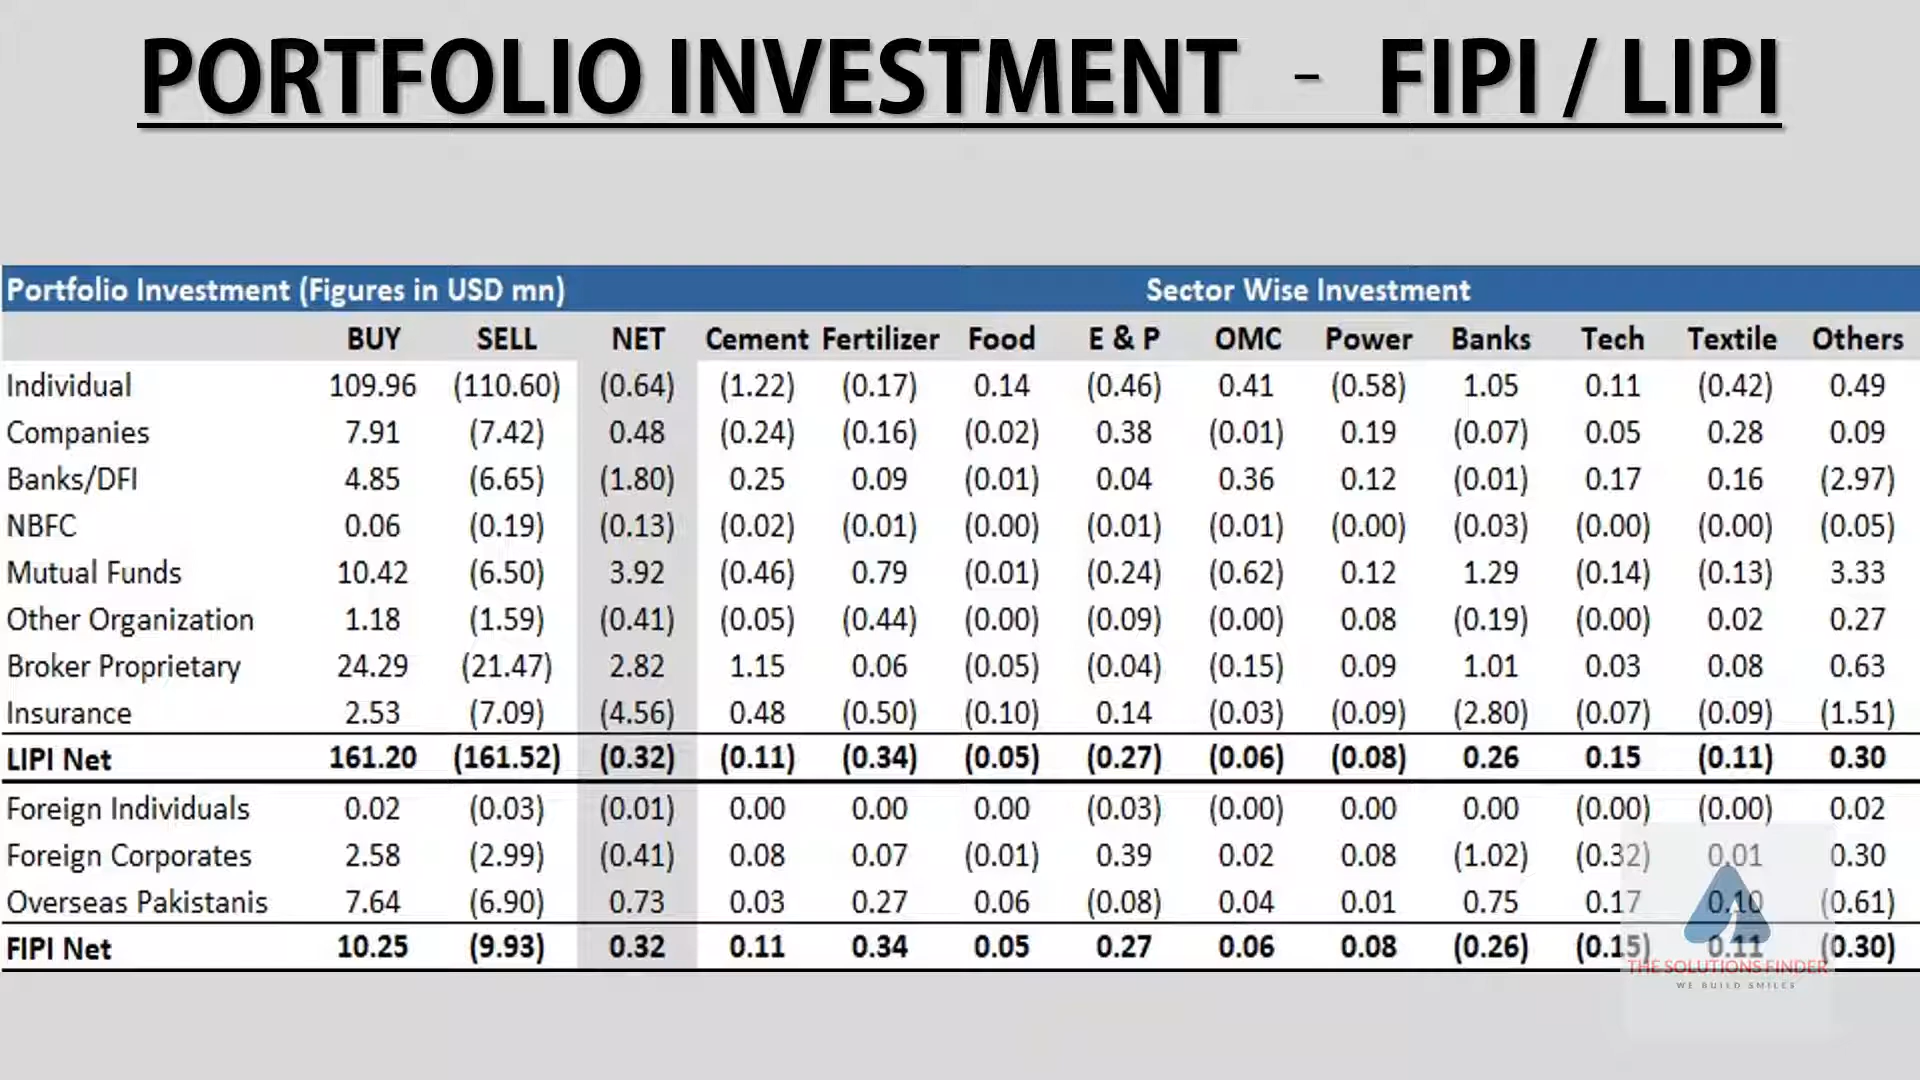 PORTFOLIO INVESTMENT - FIPI / LIPI
Portfolio Investment (Figures in USD mn) Sector Wise Investment
BUY SELL NET Cement Fertilizer Food E & P OMC Power Banks Tech Textile Others
Individual 109.96 (110.60) (0.64) (1.22) (0.17) 0.14 (0.46) 0.41 (0.58) 1.05 0.11 (0.42) 0.49
Companies 7.91 (7.42) 0.48 (0.24) (0.16) (0.02) 0.38 (0.01) 0.19 (0.07) 0.05 0.28 0.09
Banks/DFI 4.85 (6.65) (1.80) 0.25 0.09 (0.01) 0.04 0.36 0.12 (0.01) 0.17 0.16 (2.97)
NBFC 0.06 (0.19) (0.13) (0.02) (0.01) (0.00) (0.01) (0.01) (0.00) (0.03) (0.00) (0.00) (0.05)
Mutual Funds 10.42 (6.50) 3.92 (0.46) 0.79 (0.01) (0.24) (0.62) 0.12 1.29 (0.14) (0.13) 3.33
Other Organization 1.18 (1.59) (0.41) (0.05) (0.44) (0.00) (0.09) (0.00) 0.08 (0.19) (0.00) 0.02 0.27
Broker Proprietary 24.29 (21.47) 2.82 1.15 0.06 (0.05) (0.04) (0.15) 0.09 1.01 0.03 0.08 0.63
Insurance 2.53 (7.09) (4.56) 0.48 (0.50) (0.10) 0.14 (0.03) (0.09) (2.80) (0.07) (0.09) (1.51)
LIPI Net 161.20 (161.52) (0.32) (0.11) (0.34) (0.05) (0.27) (0.06) (0.08) 0.26 0.15 (0.11) 0.30
Foreign Individuals 0.02 (0.03) (0.01) 0.00 0.00 0.00 (0.03) (0.00) 0.00 0.00 (0.00) (0.00) 0.02
Foreign Corporates 2.58 (2.99) (0.41) 0.08 0.07 (0.01) 0.39 0.02 0.08 (1.02) (0.32) 0.01 0.30
Overseas Pakistanis 7.64 (6.90) 0.73 0.03 0.27 0.06 (0.08) 0.04 0.01 0.75 0.17 0.10 (0.61)
FIPI Net 10.25 (9.93) 0.32 0.11 0.34 0.05 0.27 0.06 0.08 (0.26) (0.15) 0.11 (0.30)
THE SOLUTIONS FINDER
WE BUILD SMILES